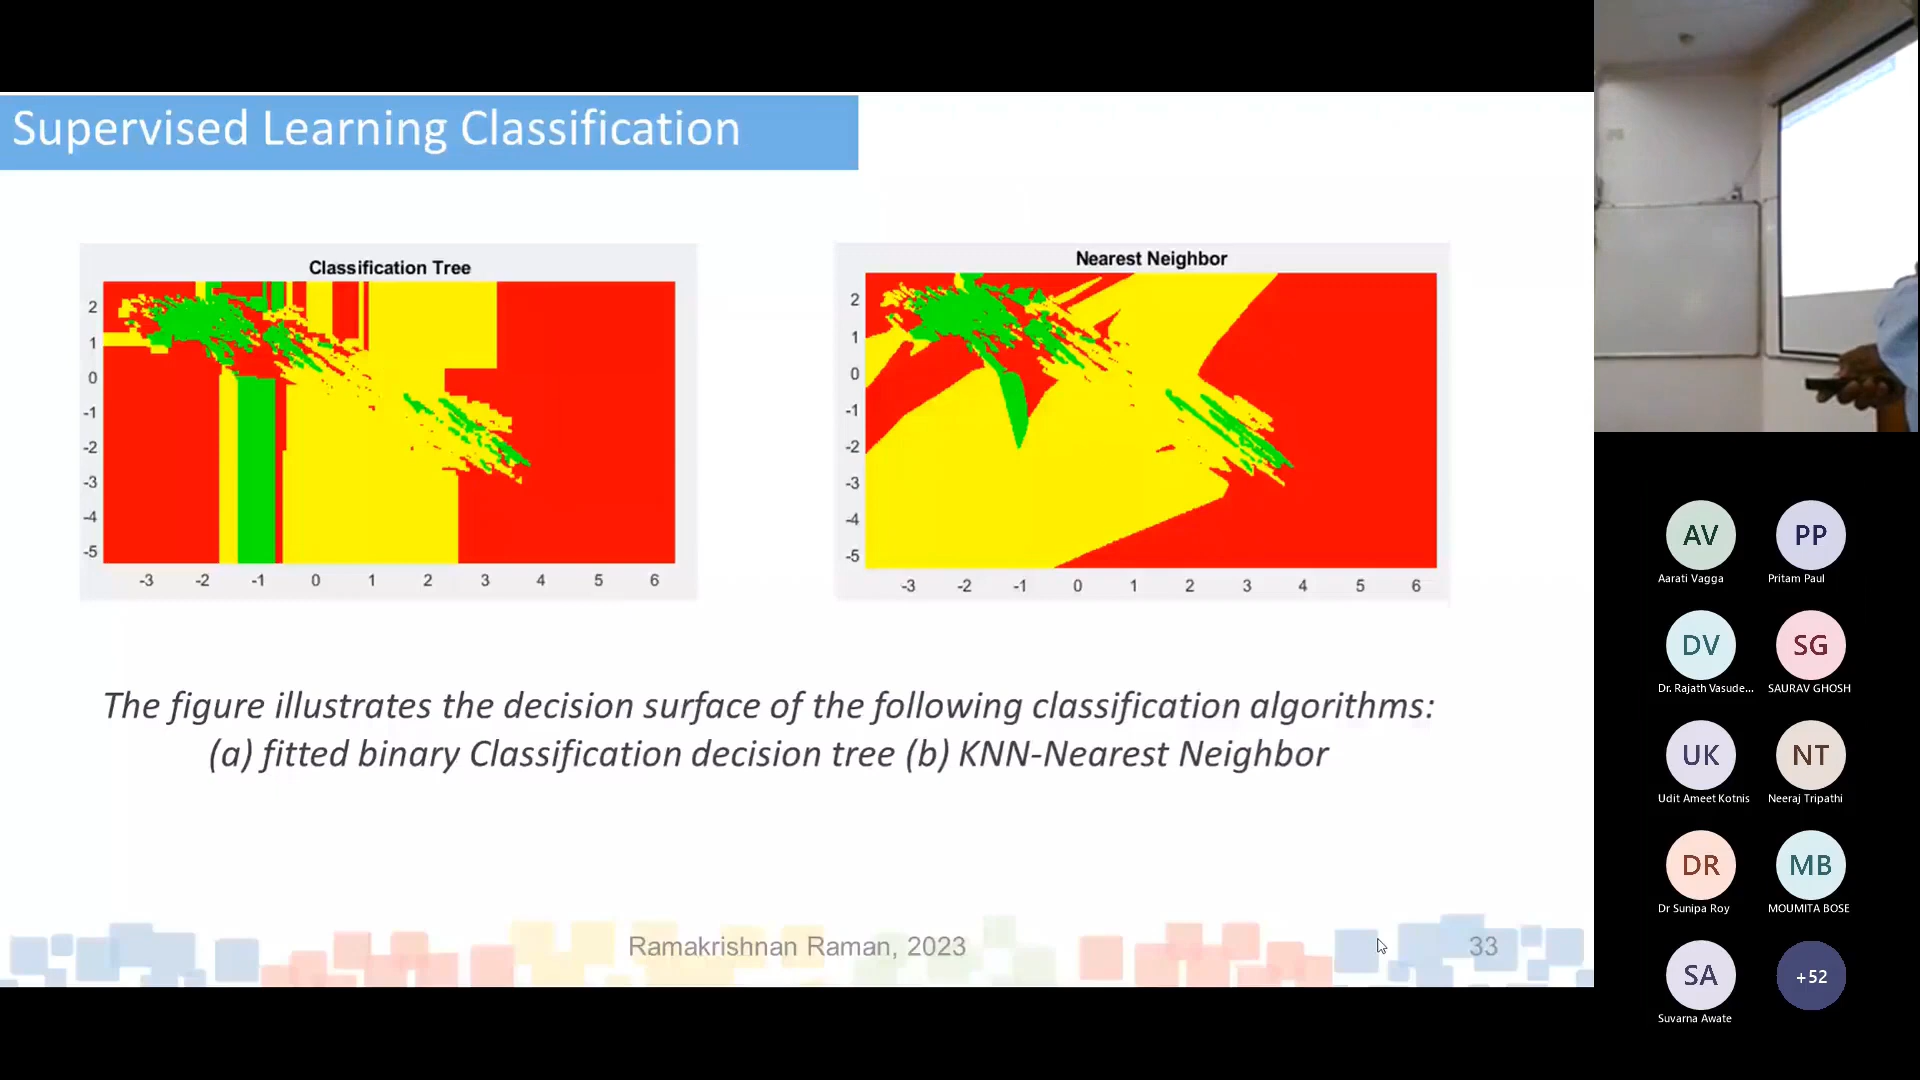 Supervised Learning Classification
Classification Tree
2
1
0
-1
-2
-3
-4
-5
-3 -2 -1 0 1 2 3 4 5 6
Nearest Neighbor
2
1
0
-1
-2
-3
-4
-5
-3 -2 -1 0 1 2 3 4 5 6
The figure illustrates the decision surface of the following classification algorithms:
(a) fitted binary Classification decision tree (b) KNN-Nearest Neighbor
Ramakrishnan Raman, 2023
33
AV PP
Aarati Vagga Pritam Paul
DV SG
Dr. Rajath Vasude... SAURAV GHOSH
UK NT
Udit Ameet Kotnis Neeraj Tripathi
DR MB
Dr Sunipa Roy MOUMITA BOSE
SA +52
Suvarna Awate